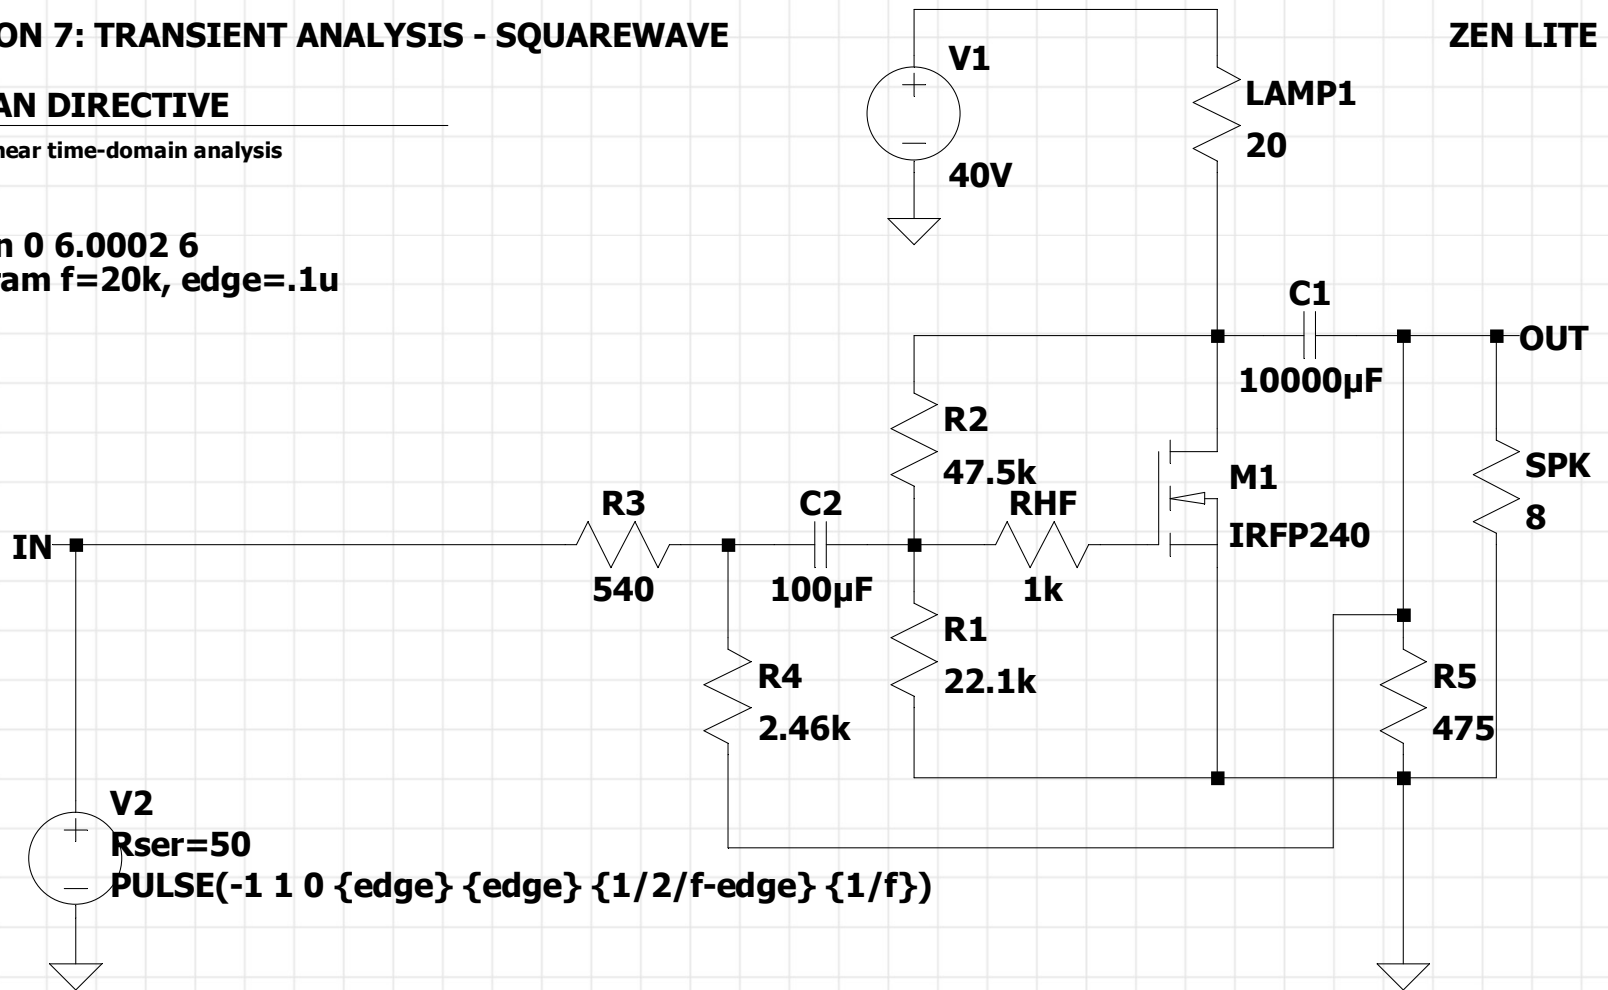 ON 7: TRANSIENT ANALYSIS - SQUAREWAVE
ZEN LITE
AN DIRECTIVE
near time-domain analysis
n 0 6.0002 6
ram f=20k, edge=.1u
V1
40V
LAMP1
20
C1
10000µF
OUT
R2
47.5k
R3
540
C2
100µF
RHF
1k
M1
IRFP240
SPK
8
IN
R1
22.1k
R4
2.46k
R5
475
V2
Rser=50
PULSE(-1 1 0 {edge} {edge} {1/2/f-edge} {1/f})